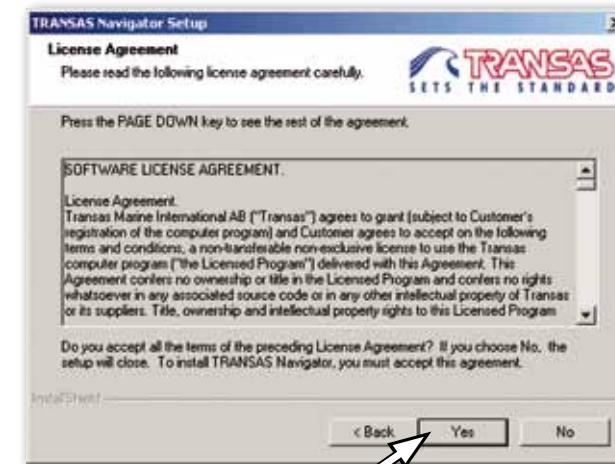 TRANSAS Navigator Setup
License Agreement
Please read the following license agreement carefully.
TRANSAS
SETS THE STANDARD
Press the PAGE DOWN key to see the rest of the agreement.
SOFTWARE LICENSE AGREEMENT.
License Agreement.
Transas Marine International AB ("Transas") agrees to grant (subject to Customer's
registration of the computer program) and Customer agrees to accept on the following
terms and conditions, a non-transferable non-exclusive license to use the Transas
computer program ("the Licensed Program") delivered with this Agreement. This
Agreement confers no ownership or title in the Licensed Program and confers no rights
whatsoever in any associated source code or in any other intellectual property of Transas
or its suppliers. Title, ownership and intellectual property rights to this Licensed Program
Do you accept all the terms of the preceding License Agreement? If you choose No, the
setup will close. To install TRANSAS Navigator, you must accept this agreement.
InstallShield
< Back
Yes
No